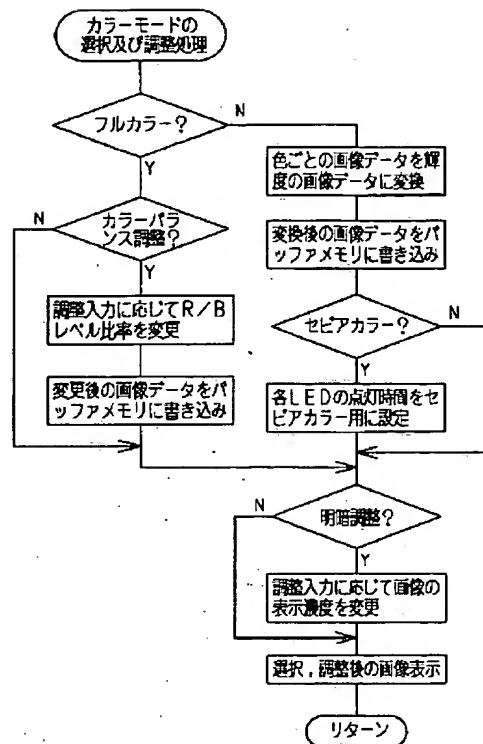 カラーモードの
選択及び調整処理
フルカラー?
N
Y
カラーバラ
ンス調整?
N
Y
調整入力に応じてR/B
レベル比率を変更
変更後の画像データをバ
ッファメモリに書き込み
色ごとの画像データを輝
度の画像データに変換
変換後の画像データをバ
ッファメモリに書き込み
セピアカラー?
N
Y
各LEDの点灯時間をセ
ピアカラー用に設定
明暗調整?
N
Y
調整入力に応じて画像の
表示濃度を変更
選択,調整後の画像表示
リターン